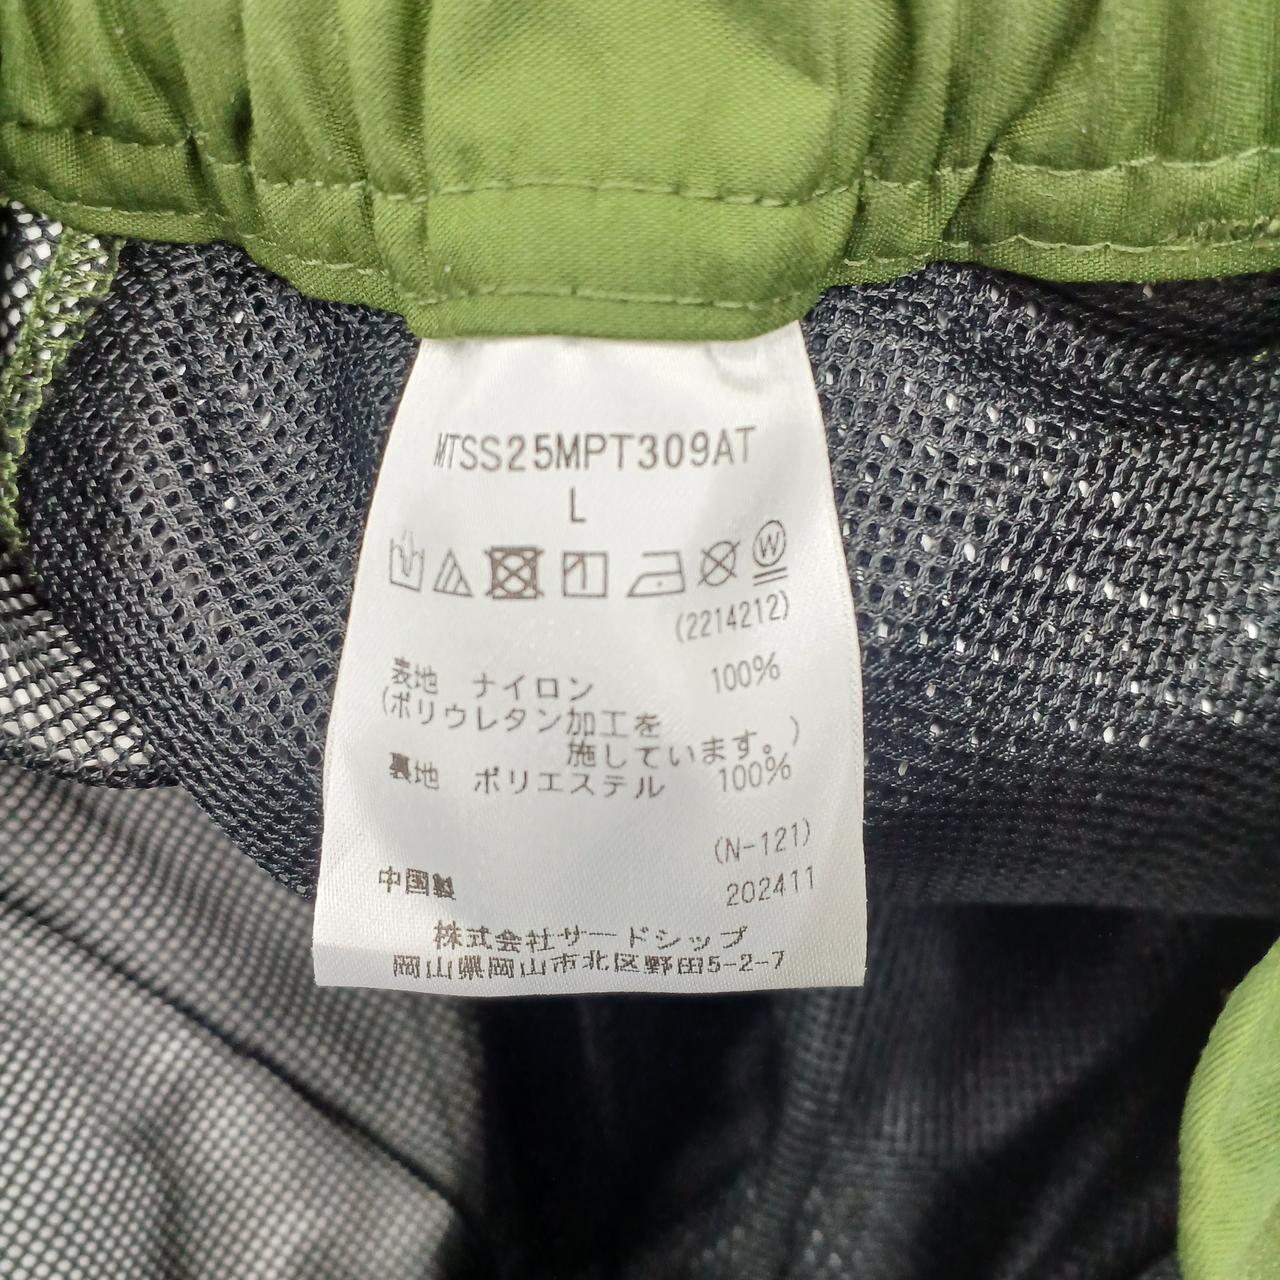 MTSS25MPT309AT
L
W
(2214212)
表地 ナイロン 100%
(ポリウレタン加工を
施しています。)
裏地 ポリエステル 100%
(N-121)
中国製 202411
株式会社サードシップ
岡山県岡山市北区野田5-2-7